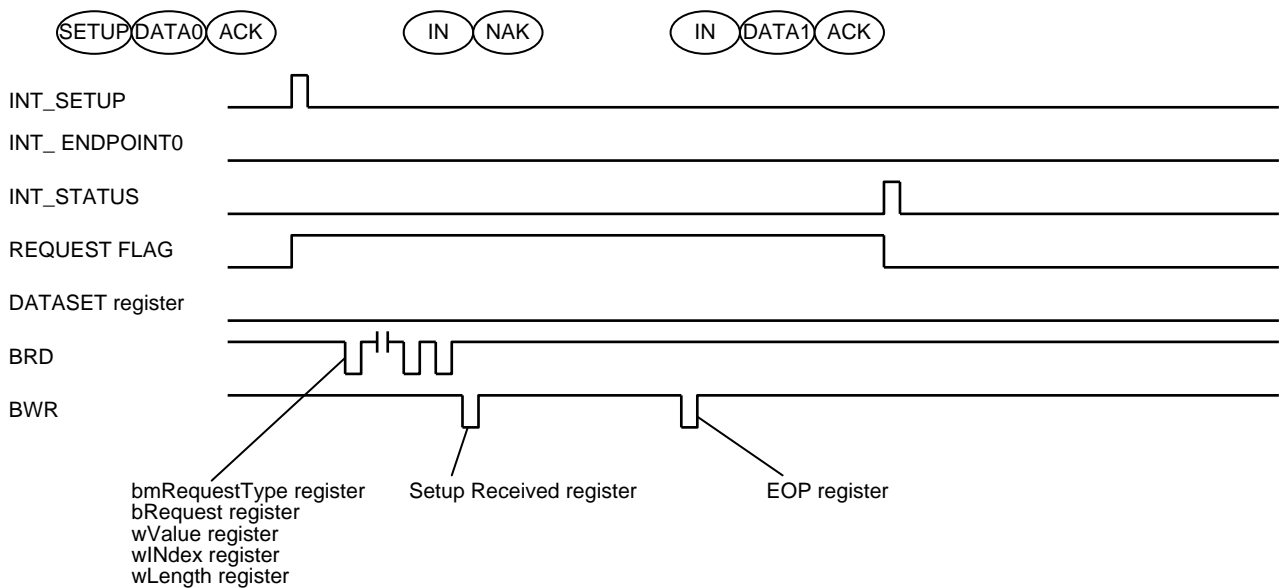 SETUP DATA0 ACK IN NAK IN DATA1 ACK
INT_SETUP
INT_ ENDPOINT0
INT_STATUS
REQUEST FLAG
DATASET register
BRD
BWR
bmRequestType register Setup Received register EOP register
bRequest register
wValue register
wINdex register
wLength register